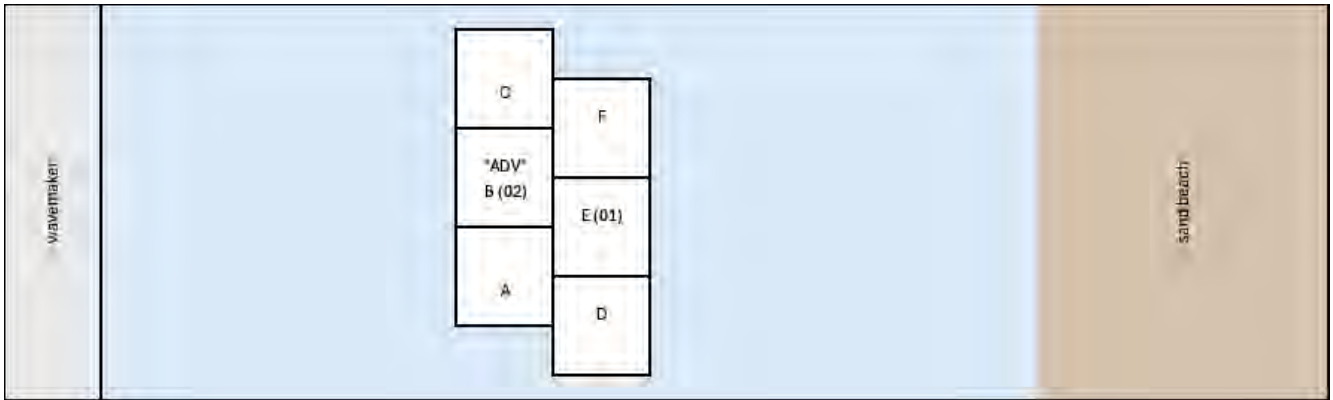 wavemaker
C
F
"ADV"
B (02)
E (01)
A
D
sand beach